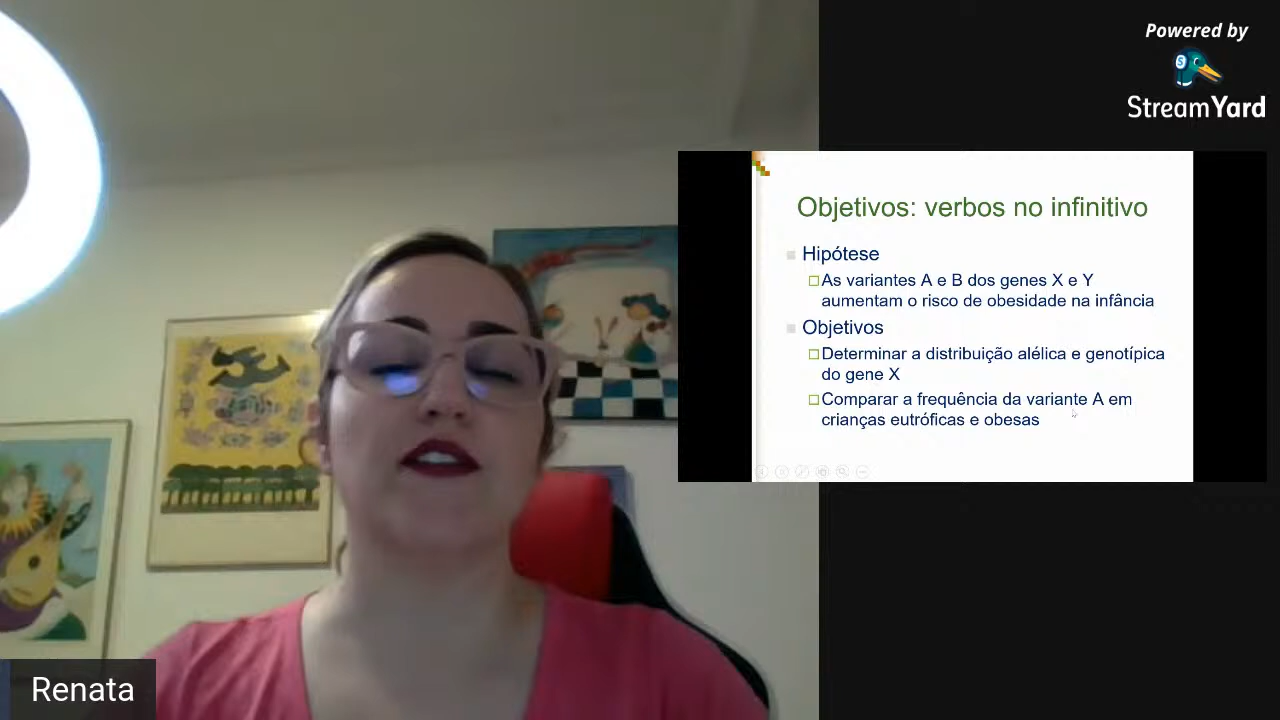 Powered by
StreamYard
Objetivos: verbos no infinitivo
Hipótese
As variantes A e B dos genes X e Y
aumentam o risco de obesidade na infância
Objetivos
Determinar a distribuição alélica e genotípica
do gene X
Comparar a frequência da variante A em
crianças eutróficas e obesas
Renata